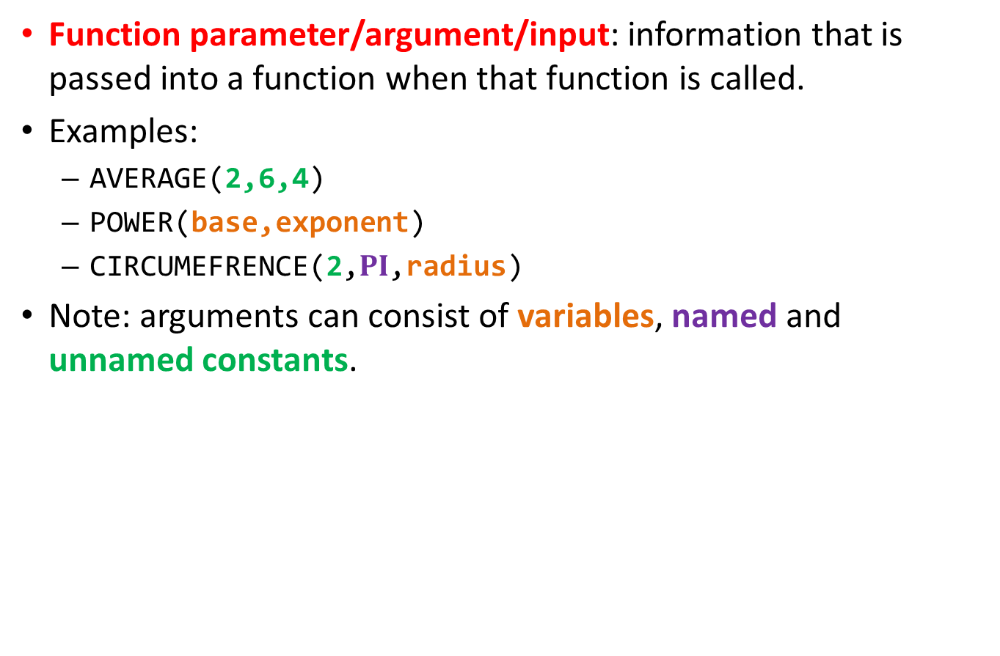 • Function parameter/argument/input: information that is
passed into a function when that function is called.
• Examples:
– AVERAGE(2,6,4)
– POWER(base,exponent)
– CIRCUMEFRENCE(2,PI,radius)
• Note: arguments can consist of variables, named and
unnamed constants.